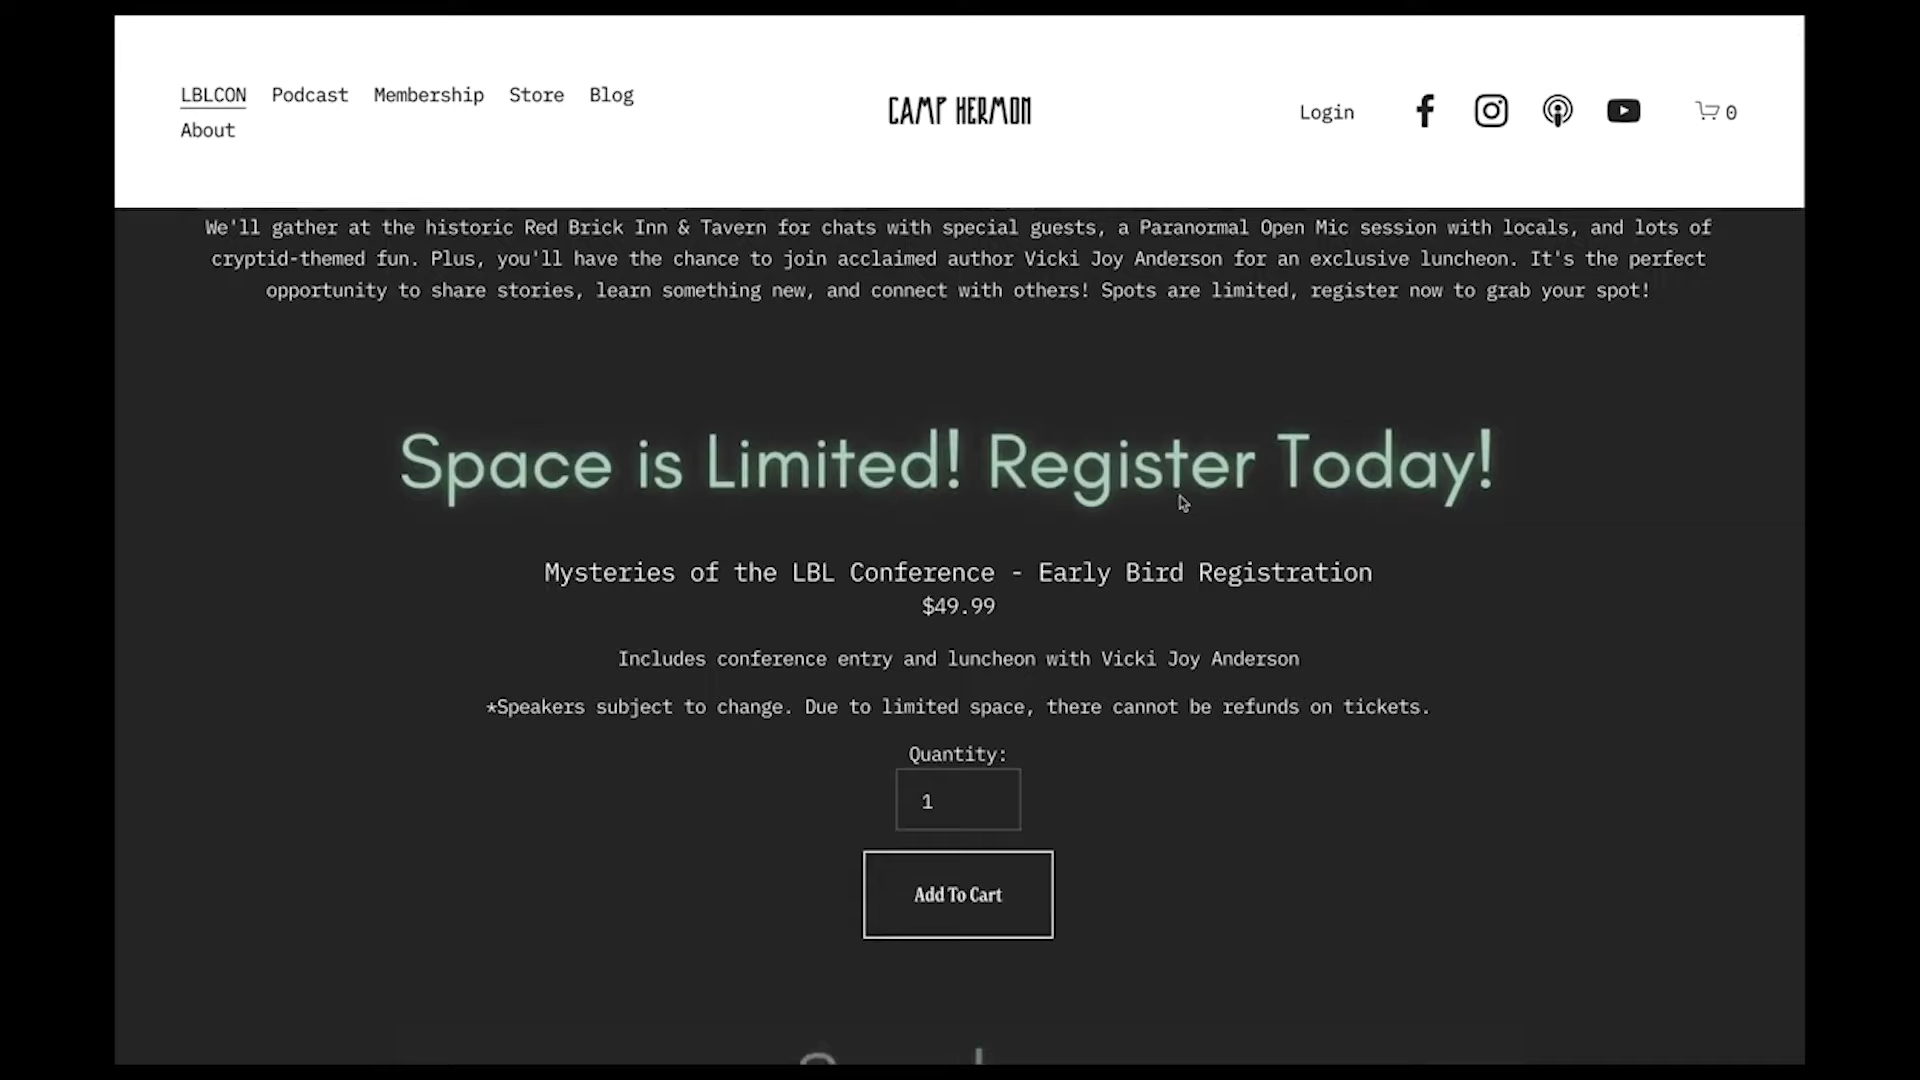 LBLCON Podcast Membership Store Blog
About
CAMP HERMON
Login
0
We'll gather at the historic Red Brick Inn & Tavern for chats with special guests, a Paranormal Open Mic session with locals, and lots of
cryptid-themed fun. Plus, you'll have the chance to join acclaimed author Vicki Joy Anderson for an exclusive luncheon. It's the perfect
opportunity to share stories, learn something new, and connect with others! Spots are limited, register now to grab your spot!
Space is Limited! Register Today!
Mysteries of the LBL Conference - Early Bird Registration
$49.99
Includes conference entry and luncheon with Vicki Joy Anderson
*Speakers subject to change. Due to limited space, there cannot be refunds on tickets.
Quantity:
1
Add To Cart